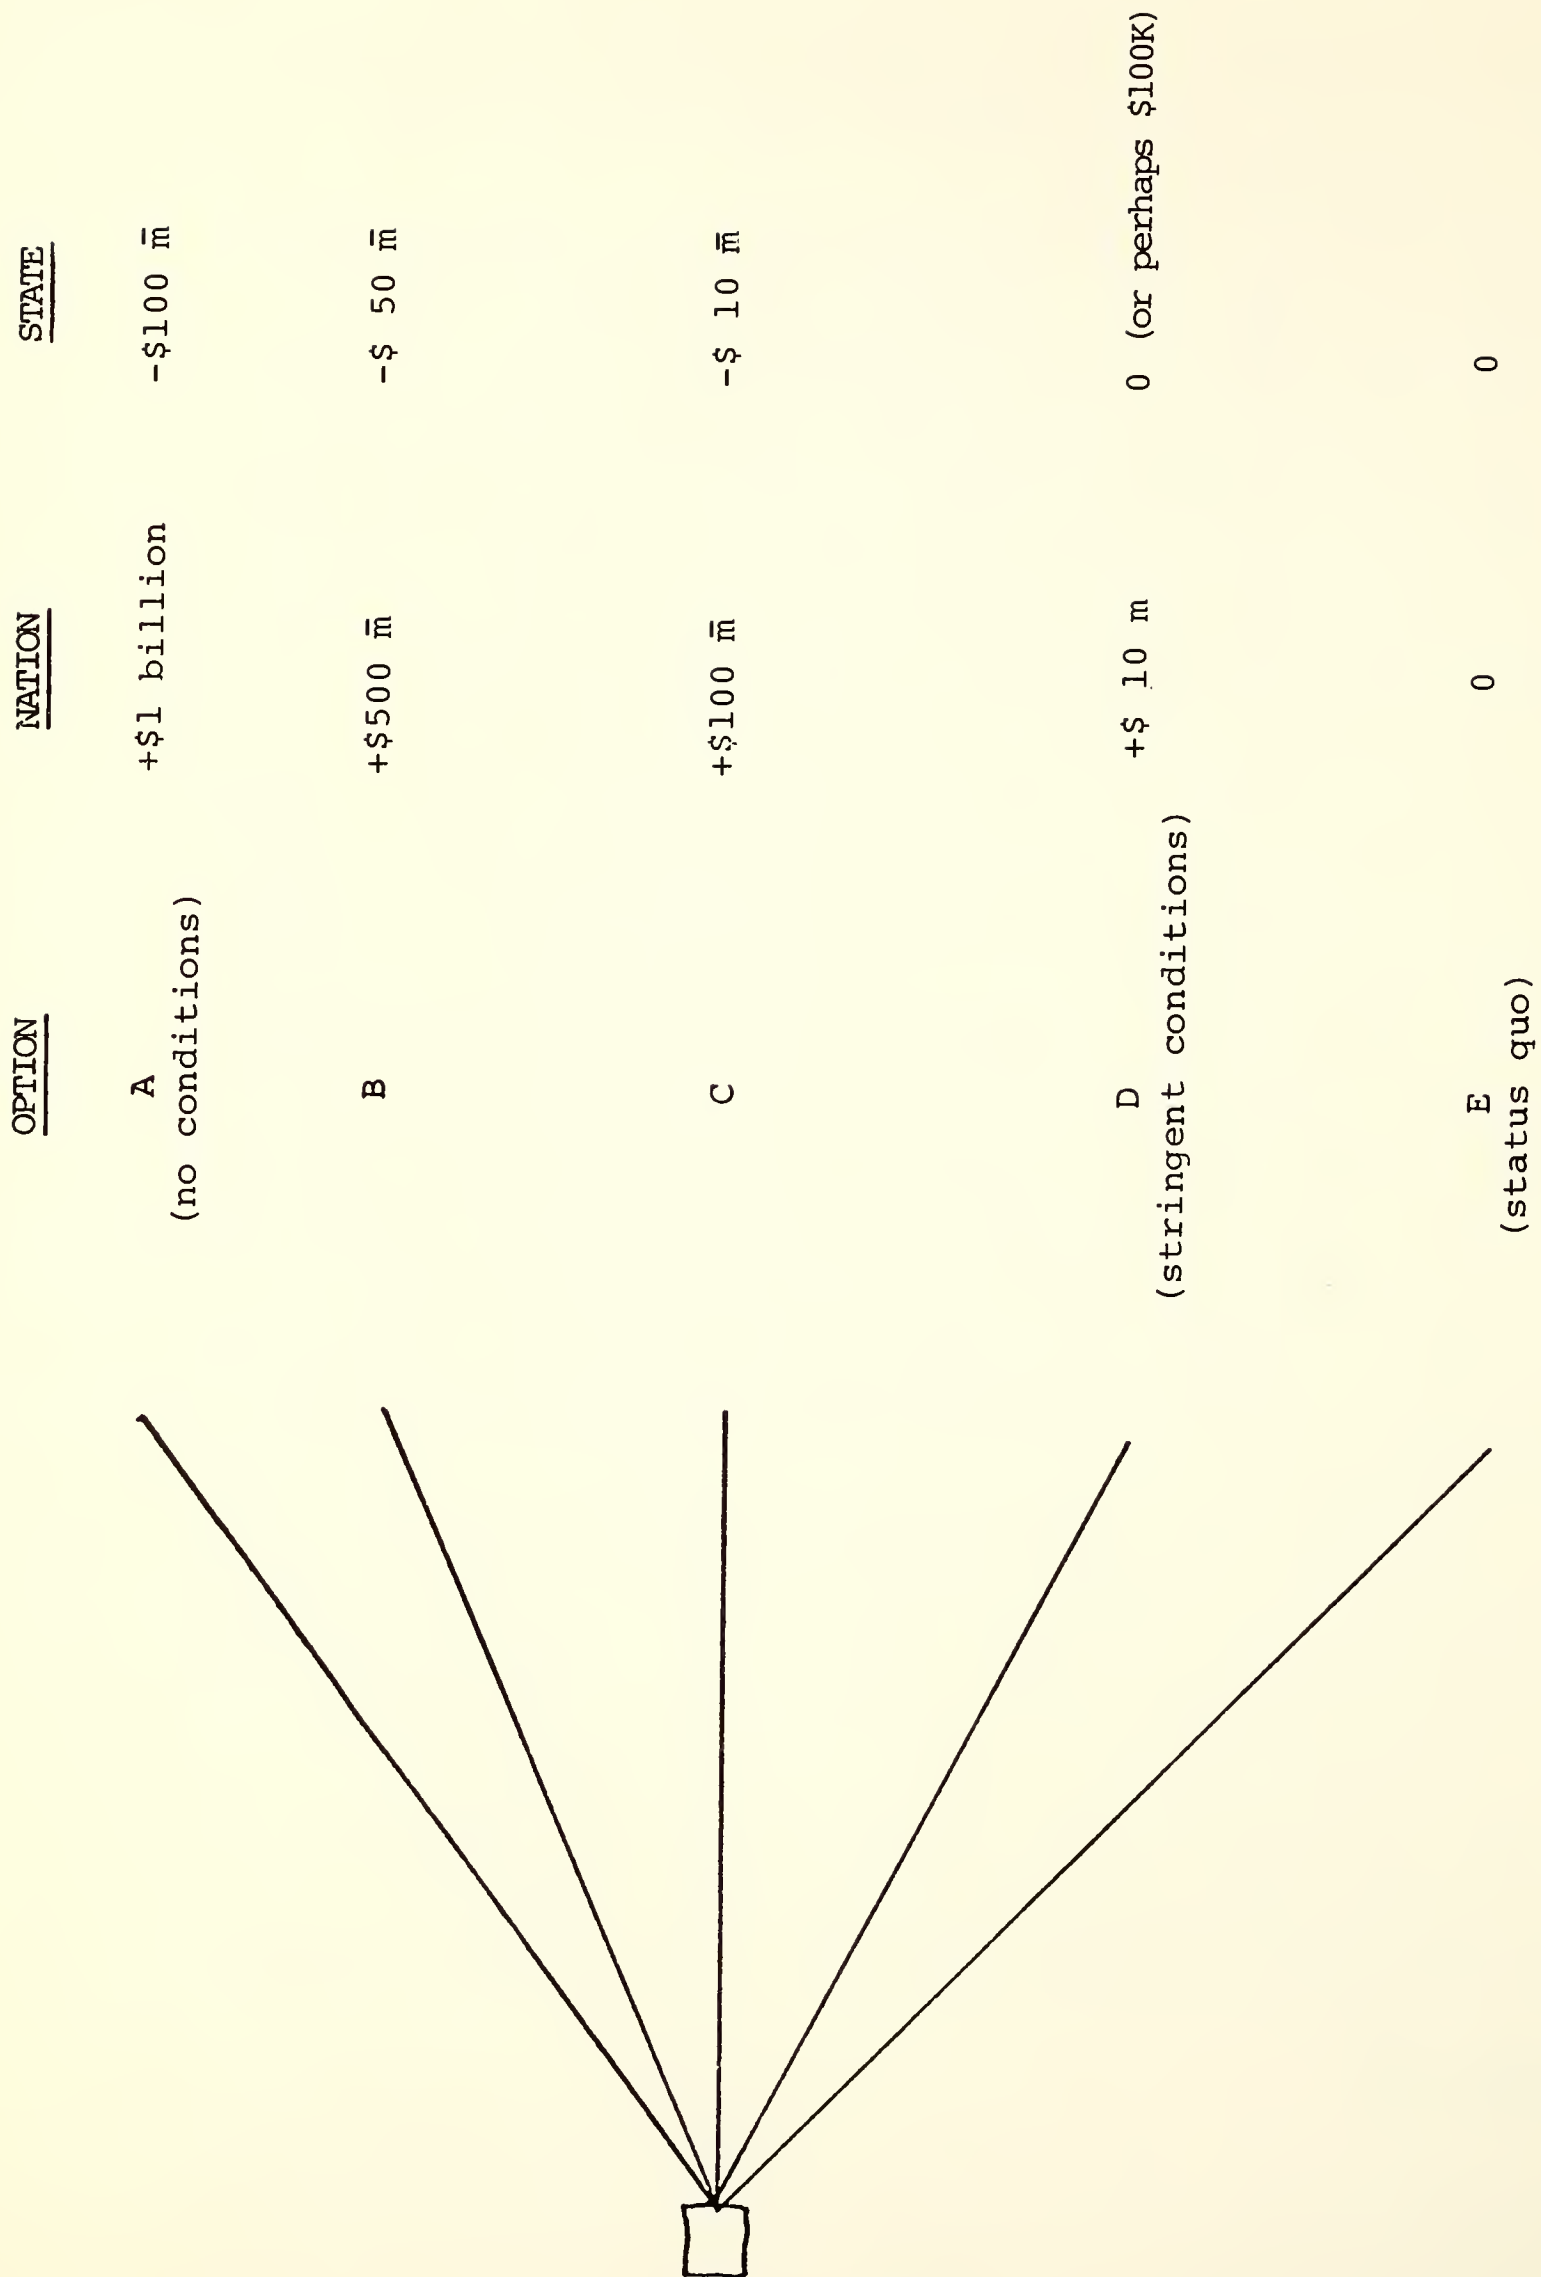 OPTION NATION STATE
A +$1 billion -$100 m̅
(no conditions)
B +$500 m̅ -$ 50 m̅
C +$100 m̅ -$ 10 m̅
D +$ 10 m 0 (or perhaps $100K)
(stringent conditions)
E 0 0
(status quo)